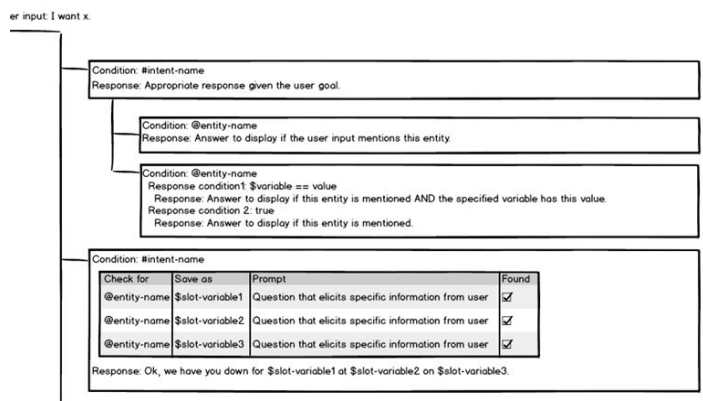 er input: I want x.
Condition: #intent-name
Response: Appropriate response given the user goal.
Condition: @entity-name
Response: Answer to display if the user input mentions this entity.
Condition: @entity-name
Response condition1: $variable == value
Response: Answer to display if this entity is mentioned AND the specified variable has this value.
Response condition 2: true
Response: Answer to display if this entity is mentioned.
Condition: #intent-name
Check for Save as Prompt Found
@entity-name $slot-variable1 Question that elicits specific information from user
@entity-name $slot-variable2 Question that elicits specific information from user
@entity-name $slot-variable3 Question that elicits specific information from user
Response: Ok, we have you down for $slot-variable1 at $slot-variable2 on $slot-variable3.